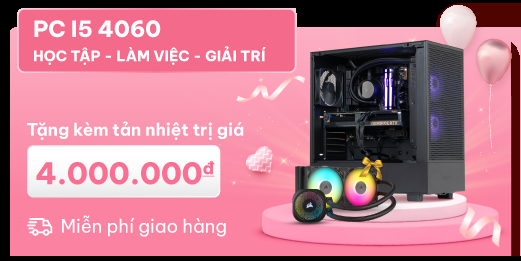 PC I5 4060
HỌC TẬP - LÀM VIỆC - GIẢI TRÍ
Tặng kèm tản nhiệt trị giá
4.000.000đ
Miễn phí giao hàng